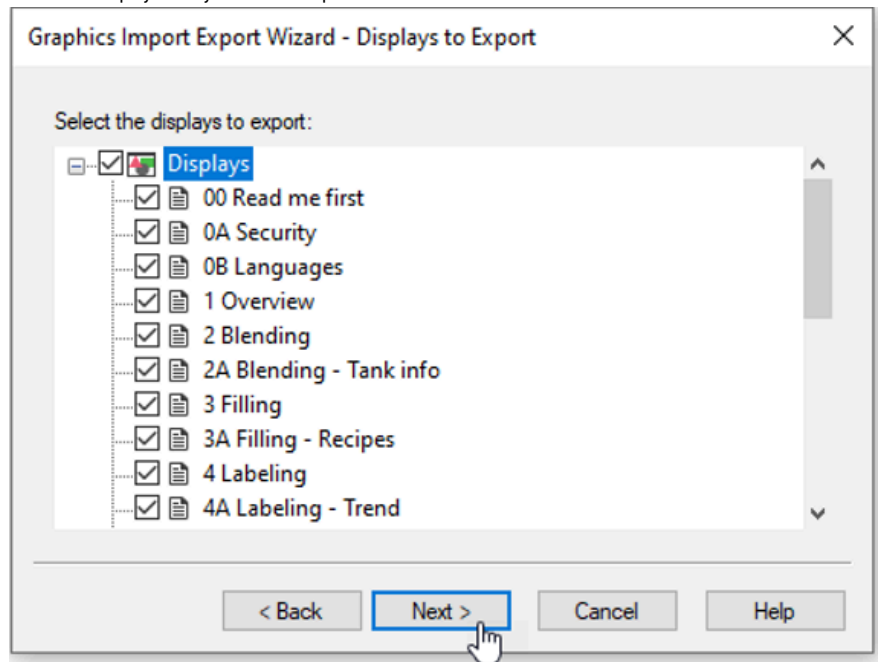 Graphics Import Export Wizard - Displays to Export
Select the displays to export:
Displays
00 Read me first
0A Security
0B Languages
1 Overview
2 Blending
2A Blending - Tank info
3 Filling
3A Filling - Recipes
4 Labeling
4A Labeling - Trend
< Back Next > Cancel Help